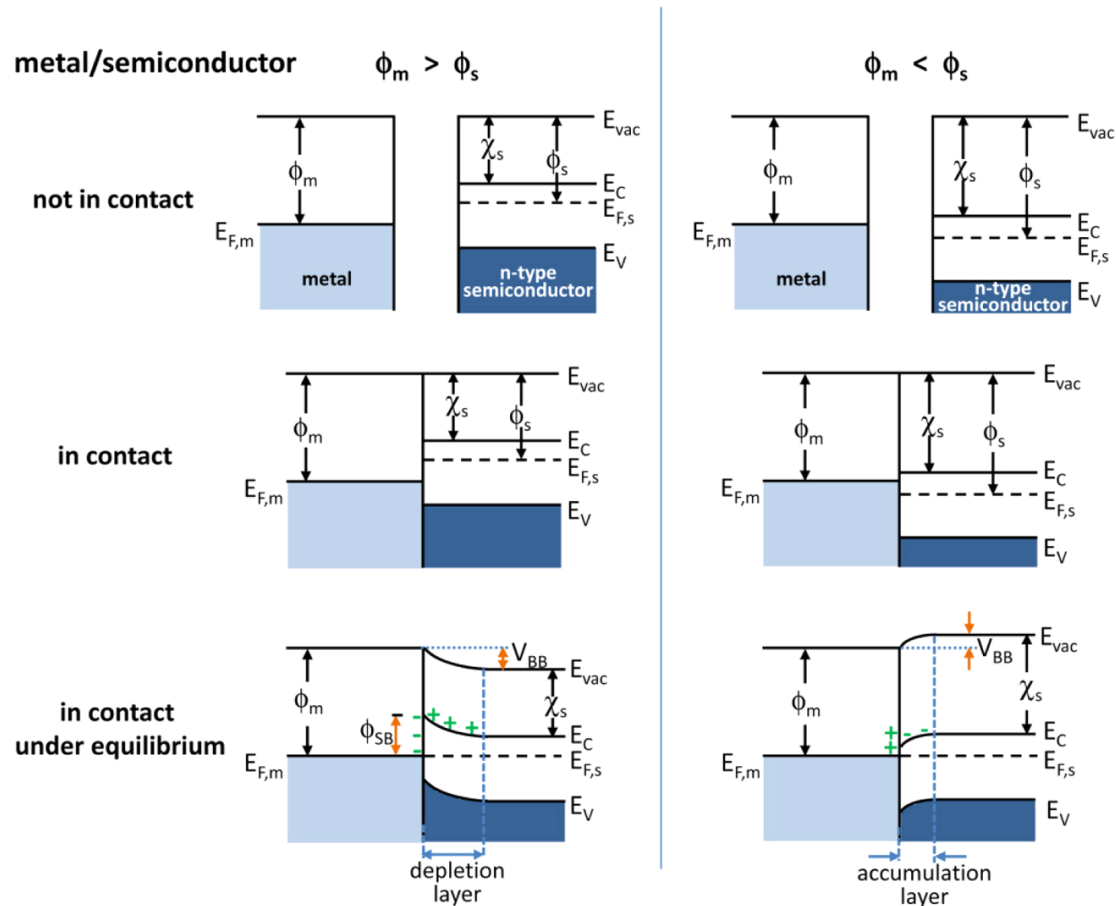 metal/semiconductor ϕm > ϕs ϕm < ϕs
not in contact
ϕm
χs
ϕs
Evac
EC
EF,s
EV
EF,m
metal
n-type
semiconductor
ϕm
χs
ϕs
Evac
EC
EF,s
EV
EF,m
metal
n-type
semiconductor
in contact
ϕm
χs
ϕs
Evac
EC
EF,s
EV
EF,m
ϕm
χs
ϕs
Evac
EC
EF,s
EV
EF,m
in contact
under equilibrium
ϕm
VBB
Evac
χs
ϕSB
- + + + +
-
-
EC
EF,s
EF,m
EV
depletion
layer
ϕm
VBB
Evac
χs
+ - -
+
EC
EF,s
EF,m
EV
accumulation
layer